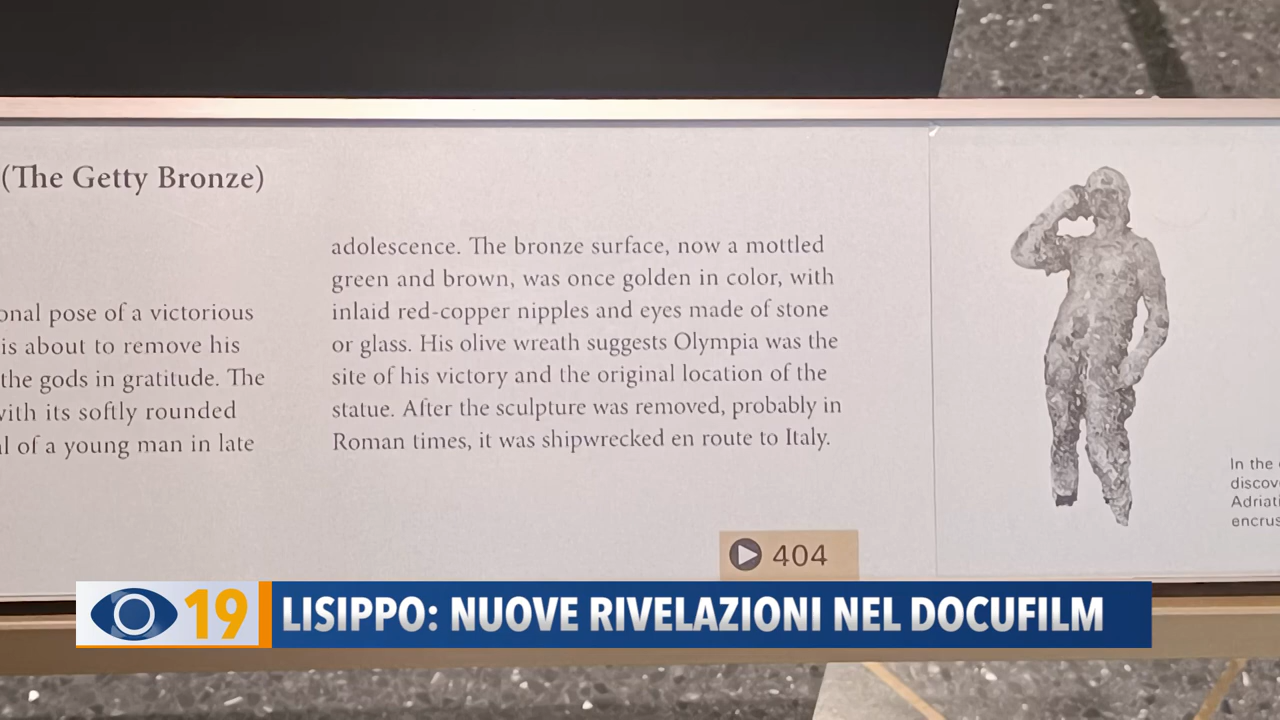 (The Getty Bronze)
onal pose of a victorious
is about to remove his
the gods in gratitude. The
with its softly rounded
l of a young man in late
adolescence. The bronze surface, now a mottled
green and brown, was once golden in color, with
inlaid red-copper nipples and eyes made of stone
or glass. His olive wreath suggests Olympia was the
site of his victory and the original location of the
statue. After the sculpture was removed, probably in
Roman times, it was shipwrecked en route to Italy.
404
In the
discov
Adriati
encrus
19 LISIPPO: NUOVE RIVELAZIONI NEL DOCUFILM